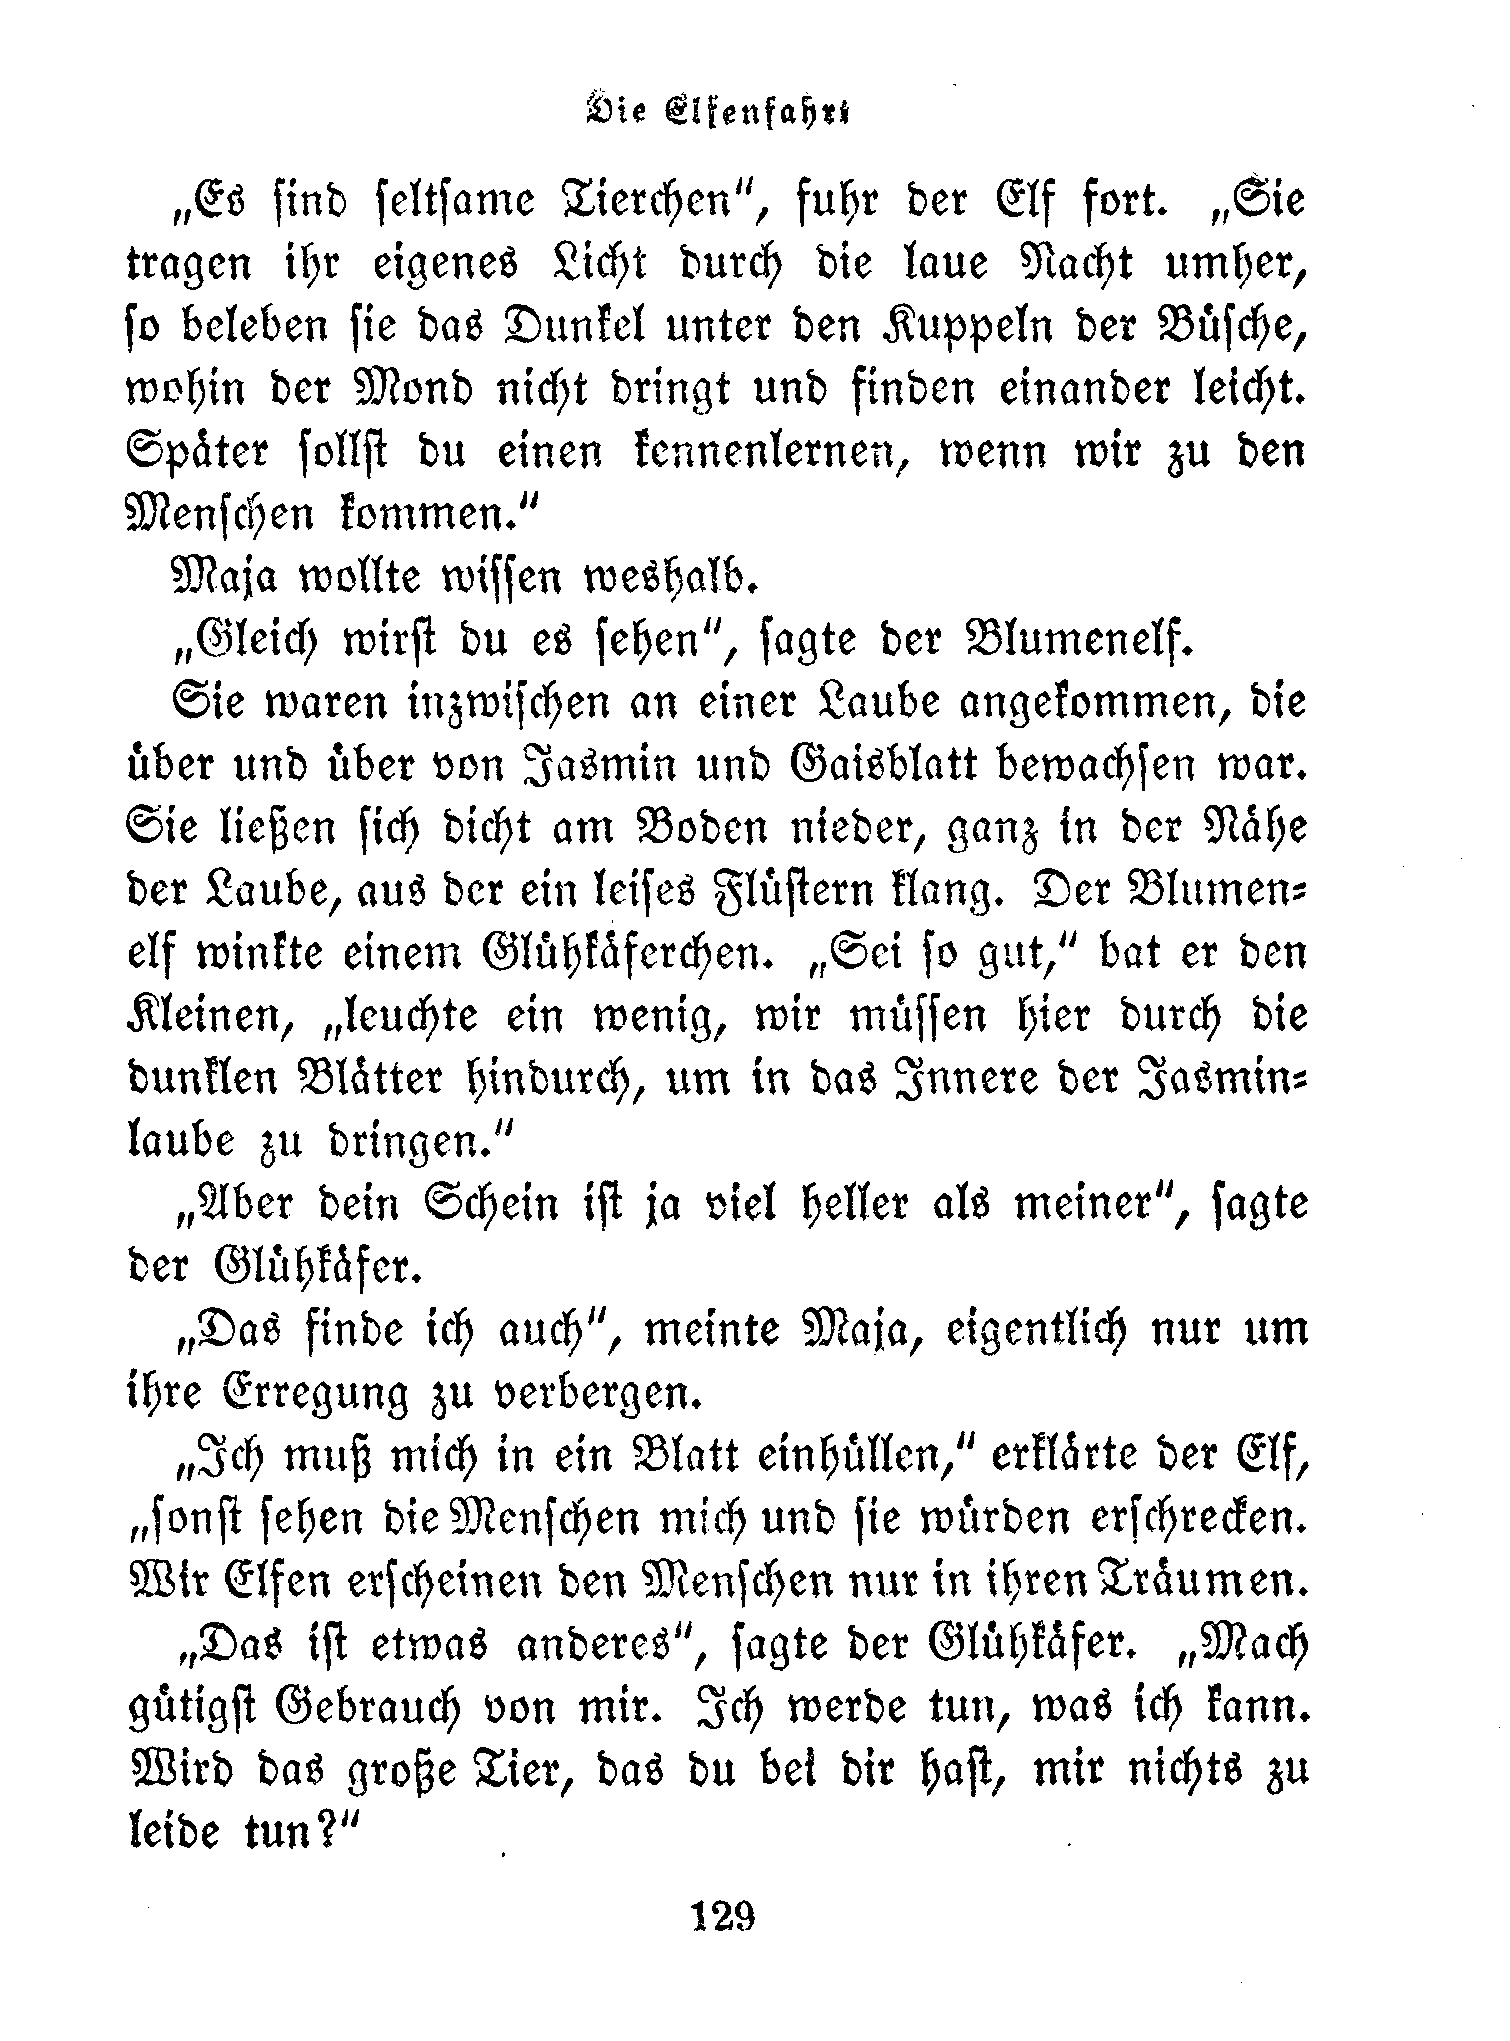 Die Elfenfahrt
„Es sind seltsame Tierchen“, fuhr der Elf fort. „Sie
tragen ihr eigenes Licht durch die laue Nacht umher,
so beleben sie das Dunkel unter den Kuppeln der Büsche,
wohin der Mond nicht dringt und finden einander leicht.
Später sollst du einen kennenlernen, wenn wir zu den
Menschen kommen.“
Maja wollte wissen weshalb.
„Gleich wirst du es sehen“, sagte der Blumenelf.
Sie waren inzwischen an einer Laube angekommen, die
über und über von Jasmin und Gaisblatt bewachsen war.
Sie ließen sich dicht am Boden nieder, ganz in der Nähe
der Laube, aus der ein leises Flüstern klang. Der Blumen-
elf winkte einem Glühkäferchen. „Sei so gut,“ bat er den
Kleinen, „leuchte ein wenig, wir müssen hier durch die
dunklen Blätter hindurch, um in das Innere der Jasmin-
laube zu dringen.“
„Aber dein Schein ist ja viel heller als meiner“, sagte
der Glühkäfer.
„Das finde ich auch“, meinte Maja, eigentlich nur um
ihre Erregung zu verbergen.
„Ich muß mich in ein Blatt einhüllen,“ erklärte der Elf,
„sonst sehen die Menschen mich und sie würden erschrecken.
Wir Elfen erscheinen den Menschen nur in ihren Träumen.
„Das ist etwas anderes“, sagte der Glühkäfer. „Mach
gütigst Gebrauch von mir. Ich werde tun, was ich kann.
Wird das große Tier, das du bei dir hast, mir nichts zu
leide tun?“
129